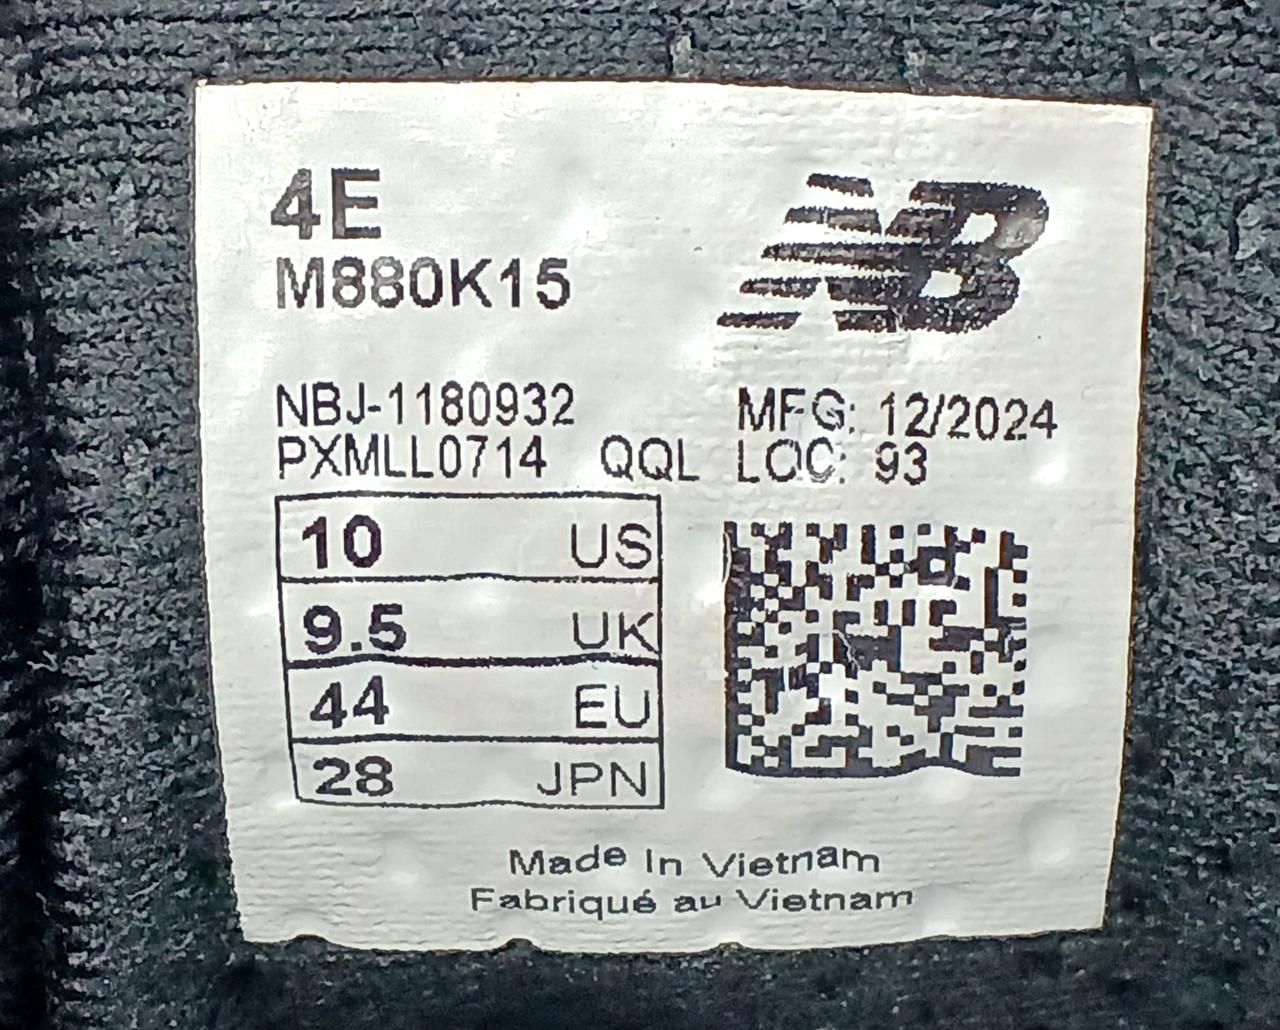 4E
M880K15
NB
NBJ-1180932 MFG: 12/2024
PXMLL0714 QQL LOC: 93
10 US
9.5 UK
44 EU
28 JPN
Made In Vietnam
Fabriqué au Vietnam